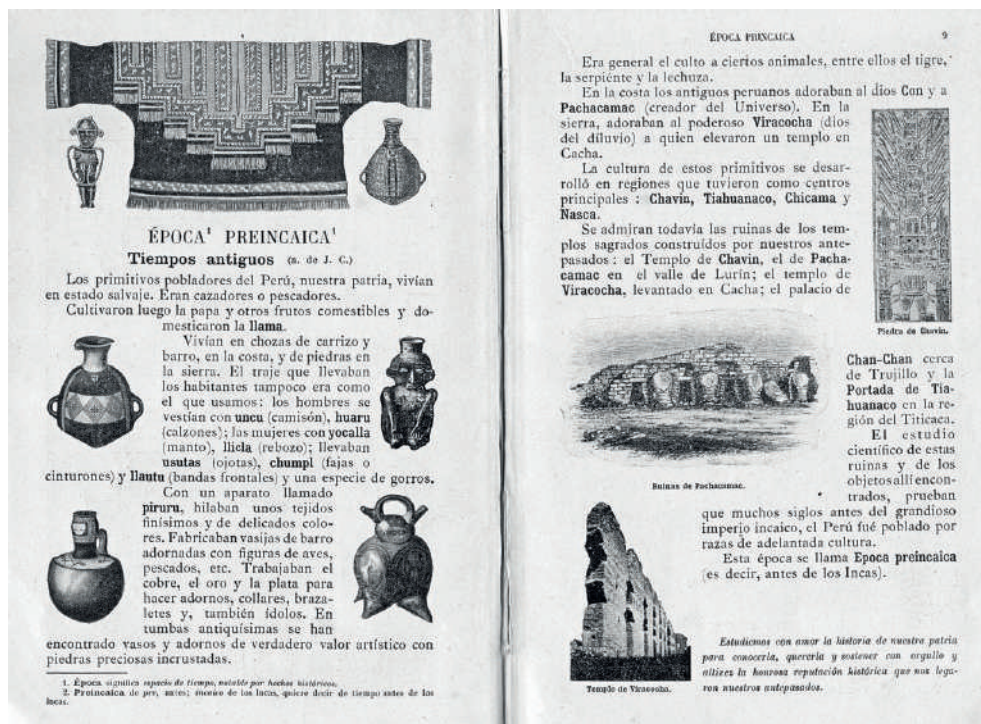 ÉPOCA¹ PREINCAICA¹
Tiempos antiguos (a. de J. C.)
Los primitivos pobladores del Perú, nuestra patria, vivían
en estado salvaje. Eran cazadores o pescadores.
Cultivaron luego la papa y otros frutos comestibles y do-
mesticaron la llama.
Vivían en chozas de carrizo y
barro, en la costa, y de piedras en
la sierra. El traje que llevaban
los habitantes tampoco era como
el que usamos: los hombres se
vestían con uncu (camisón), huaru
(calzones); las mujeres con yocalla
(manto), lliclla (rebozo); llevaban
usutas (ojotas), chumpi (fajas o
cinturones) y llautu (bandas frontales) y una especie de gorros.
Con un aparato llamado
piruru, hilaban unos tejidos
finísimos y de delicados colo-
res. Fabricaban vasijas de barro
adornadas con figuras de aves,
pescados, etc. Trabajaban el
cobre, el oro y la plata para
hacer adornos, collares, braza-
letes y, también ídolos. En
tumbas antiquísimas se han
encontrado vasos y adornos de verdadero valor artístico con
piedras preciosas incrustadas.
1. Época significa espacio de tiempo, notable por hechos históricos.
2. Preincaica de pre, antes; incaico de los Incas, quiere decir de tiempo antes de los
Incas.
ÉPOCA PRINCAICA 9
Era general el culto a ciertos animales, entre ellos el tigre,
la serpiénte y la lechuza.
En la costa los antiguos peruanos adoraban al dios Con y a
Pachacamac (creador del Universo). En la
sierra, adoraban al poderoso Viracocha (dios
del diluvio) a quien elevaron un templo en
Cacha.
La cultura de estos primitivos se desar-
rolló en regiones que tuvieron como centros
principales : Chavin, Tiahuanaco, Chicama y
Nasca.
Se admiran todavía las ruinas de los tem-
plos sagrados construídos por nuestros ante-
pasados : el Templo de Chavin, el de Pacha-
camac en el valle de Lurín; el templo de
Viracocha, levantado en Cacha; el palacio de
Piedra de Chavin.
Chan-Chan cerca
de Trujillo y la
Portada de Tia-
huanaco en la re-
gión del Titicaca.
El estudio
científico de estas
ruinas y de los
objetos allí encon-
trados, prueban
Ruinas de Pachacamac.
que muchos siglos antes del grandioso
imperio incaico, el Perú fué poblado por
razas de adelantada cultura.
Esta época se llama Epoca preincaica
(es decir, antes de los Incas).
Estudiemos con amor la historia de nuestra patria
para conocerla, quererla y sostener con orgullo y
altivez la honrosa reputación histórica que nos lega-
ron nuestros antepasados.
Templo de Viracocha.